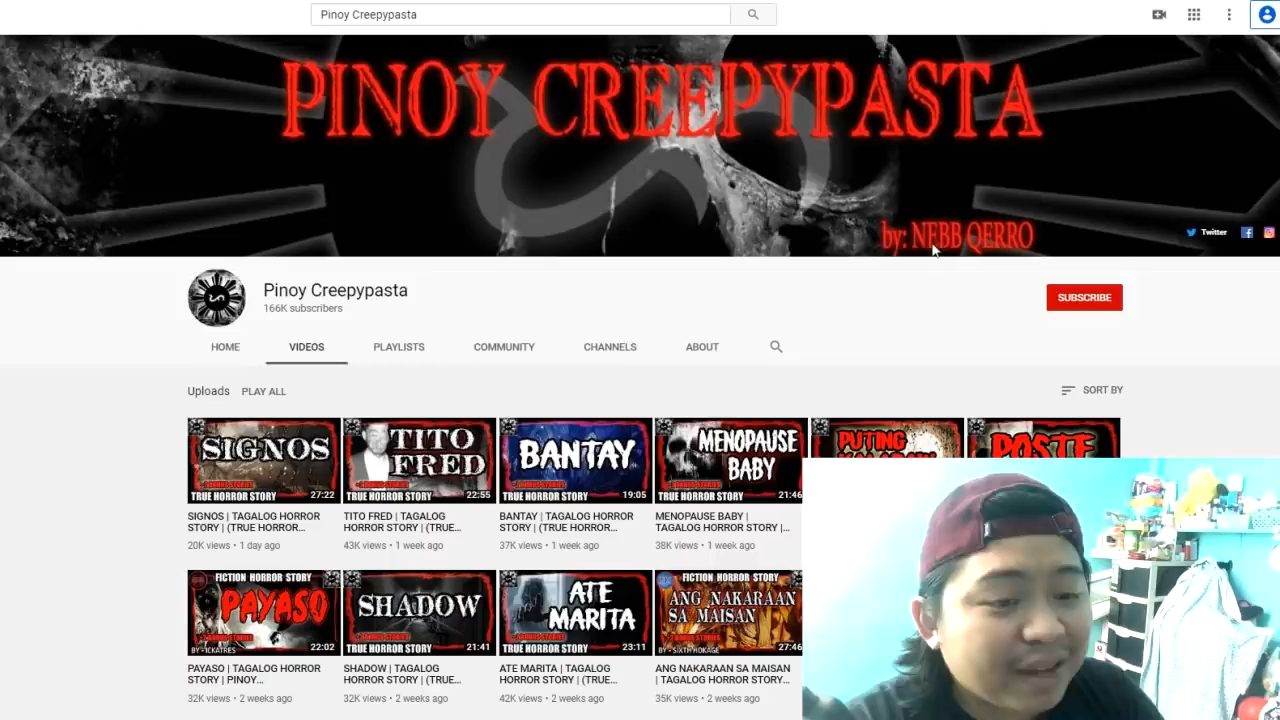 Pinoy Creepypasta
PINOY CREEPYPASTA
by: NEBB QERRO
Twitter
Pinoy Creepypasta
166K subscribers
SUBSCRIBE
HOME VIDEOS PLAYLISTS COMMUNITY CHANNELS ABOUT
Uploads PLAY ALL SORT BY
SIGNOS
TRUE HORROR STORY 27:22
TITO FRED
TRUE HORROR STORY 22:55
BANTAY
TRUE HORROR STORY 19:05
MENOPAUSE BABY
TRUE HORROR STORY 21:46
PUTING
POSTE
SIGNOS | TAGALOG HORROR STORY | (TRUE HORROR...
20K views • 1 day ago
TITO FRED | TAGALOG HORROR STORY | (TRUE...
43K views • 1 week ago
BANTAY | TAGALOG HORROR STORY | (TRUE HORROR...
37K views • 1 week ago
MENOPAUSE BABY | TAGALOG HORROR STORY |...
38K views • 1 week ago
FICTION HORROR STORY
PAYASO
+2 BONUS STORIES
22:02
SHADOW
TRUE HORROR STORY 21:41
ATE MARITA
TRUE HORROR STORY 23:11
FICTION HORROR STORY
ANG NAKARAAN SA MAISAN
BY - SIXTH HOKAGE 27:46
PAYASO | TAGALOG HORROR STORY | PINOY...
32K views • 2 weeks ago
SHADOW | TAGALOG HORROR STORY | (TRUE...
32K views • 2 weeks ago
ATE MARITA | TAGALOG HORROR STORY | (TRUE...
42K views • 2 weeks ago
ANG NAKARAAN SA MAISAN | TAGALOG HORROR STORY...
35K views • 2 weeks ago